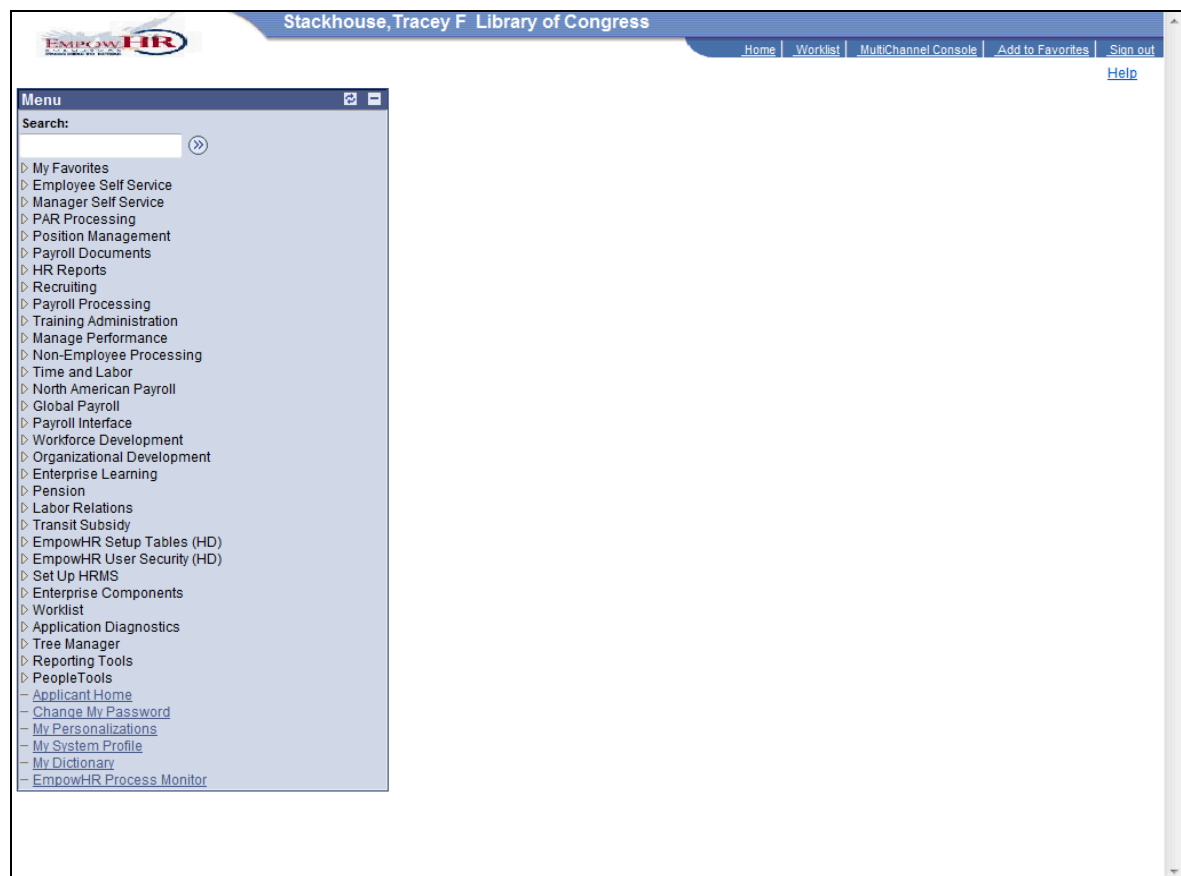 Stackhouse,Tracey F Library of Congress
EMPOWHR
Home Worklist MultiChannel Console Add to Favorites Sign out
Help
Menu
Search:
My Favorites
Employee Self Service
Manager Self Service
PAR Processing
Position Management
Payroll Documents
HR Reports
Recruiting
Payroll Processing
Training Administration
Manage Performance
Non-Employee Processing
Time and Labor
North American Payroll
Global Payroll
Payroll Interface
Workforce Development
Organizational Development
Enterprise Learning
Pension
Labor Relations
Transit Subsidy
EmpowHR Setup Tables (HD)
EmpowHR User Security (HD)
Set Up HRMS
Enterprise Components
Worklist
Application Diagnostics
Tree Manager
Reporting Tools
PeopleTools
Applicant Home
Change My Password
My Personalizations
My System Profile
My Dictionary
EmpowHR Process Monitor